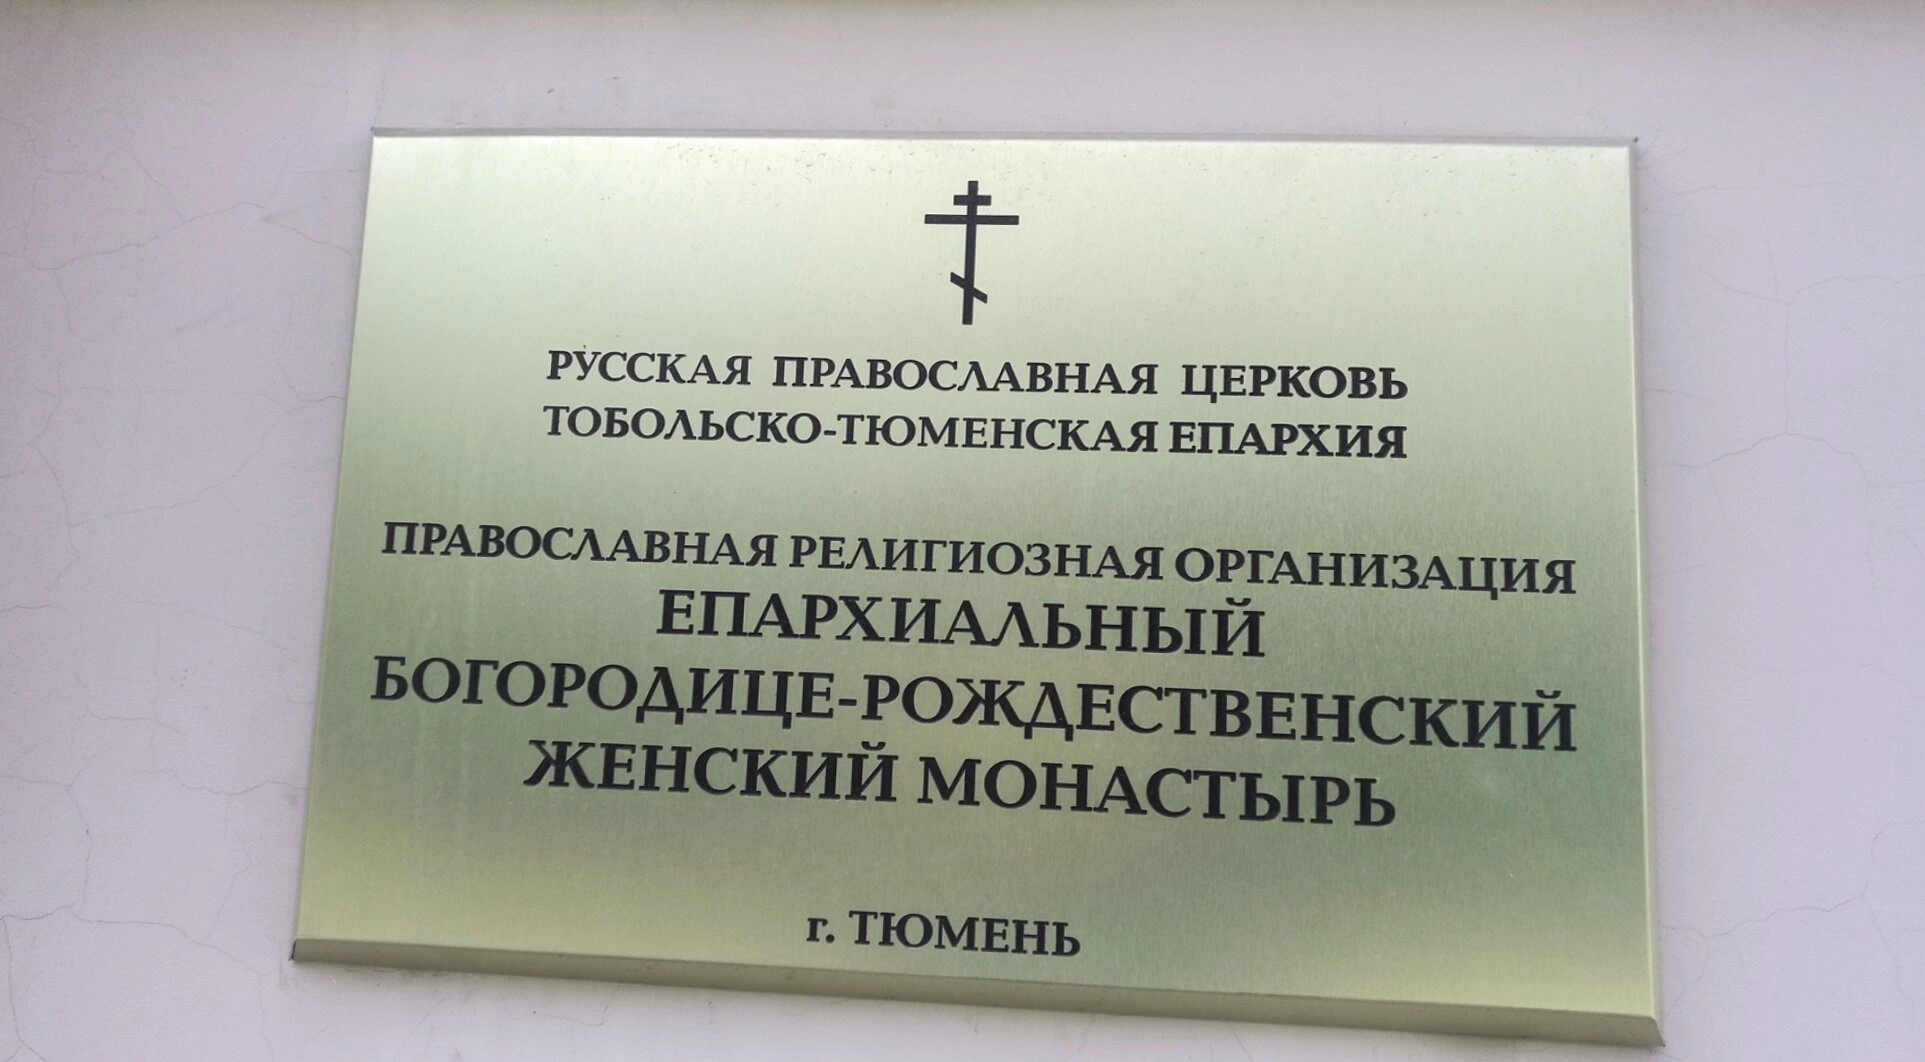 РУССКАЯ ПРАВОСЛАВНАЯ ЦЕРКОВЬ
ТОБОЛЬСКО-ТЮМЕНСКАЯ ЕПАРХИЯ
ПРАВОСЛАВНАЯ РЕЛИГИОЗНАЯ ОРГАНИЗАЦИЯ
ЕПАРХИАЛЬНЫЙ
БОГОРОДИЦЕ-РОЖДЕСТВЕНСКИЙ
ЖЕНСКИЙ МОНАСТЫРЬ
г. ТЮМЕНЬ